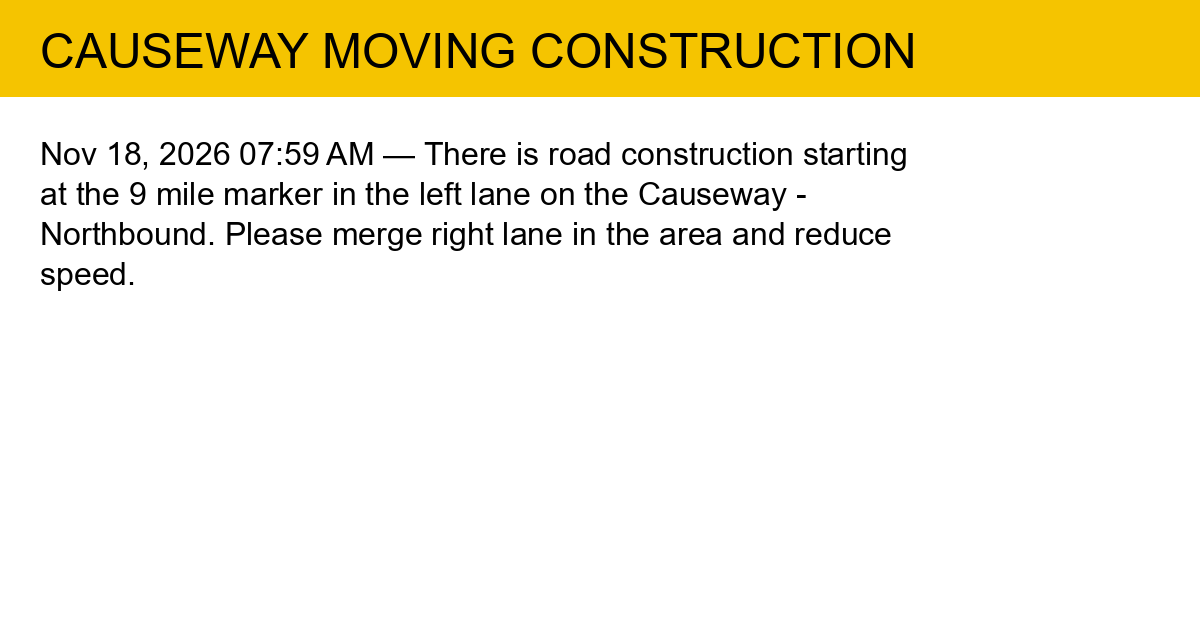 CAUSEWAY MOVING CONSTRUCTION
Nov 18, 2026 07:59 AM — There is road construction starting
at the 9 mile marker in the left lane on the Causeway -
Northbound. Please merge right lane in the area and reduce
speed.